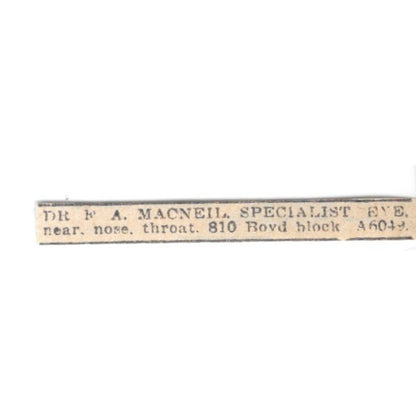 DR F A. MACNEIL, SPECIALIST EYE,
near, nose, throat. 810 Boyd block A6049.